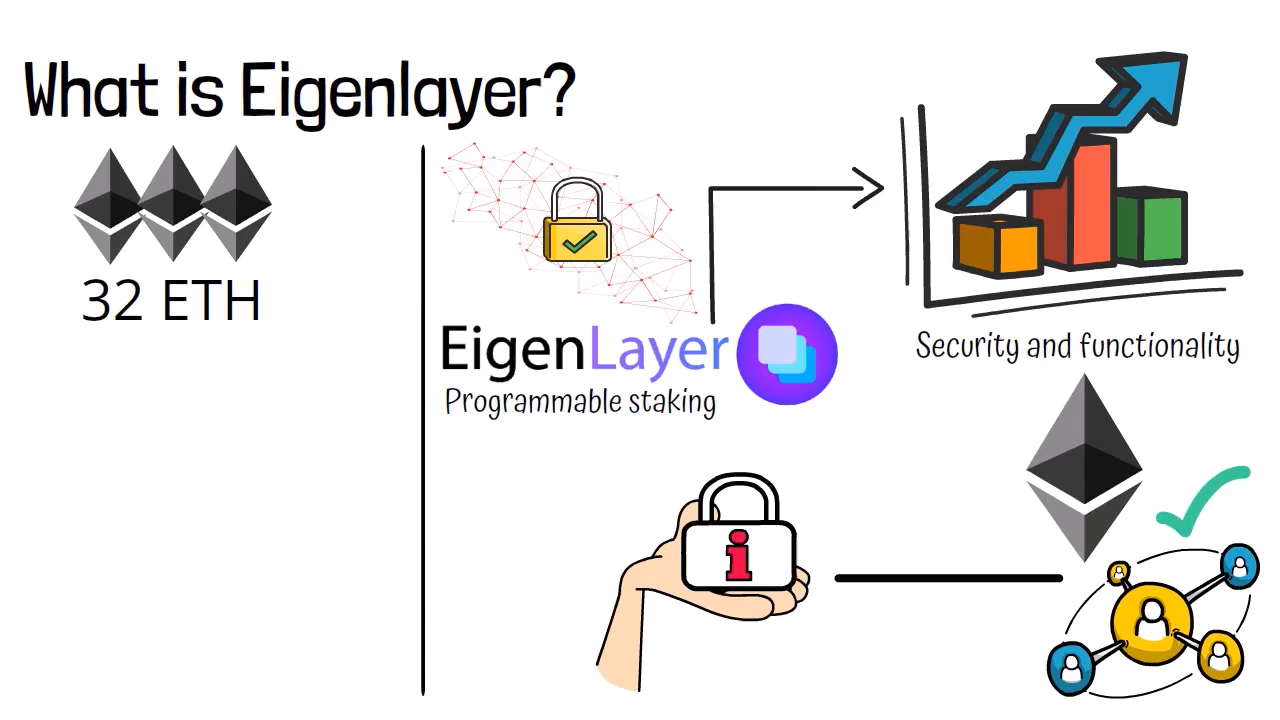 What is Eigenlayer?
32 ETH
EigenLayer
Programmable staking
Security and functionality
i